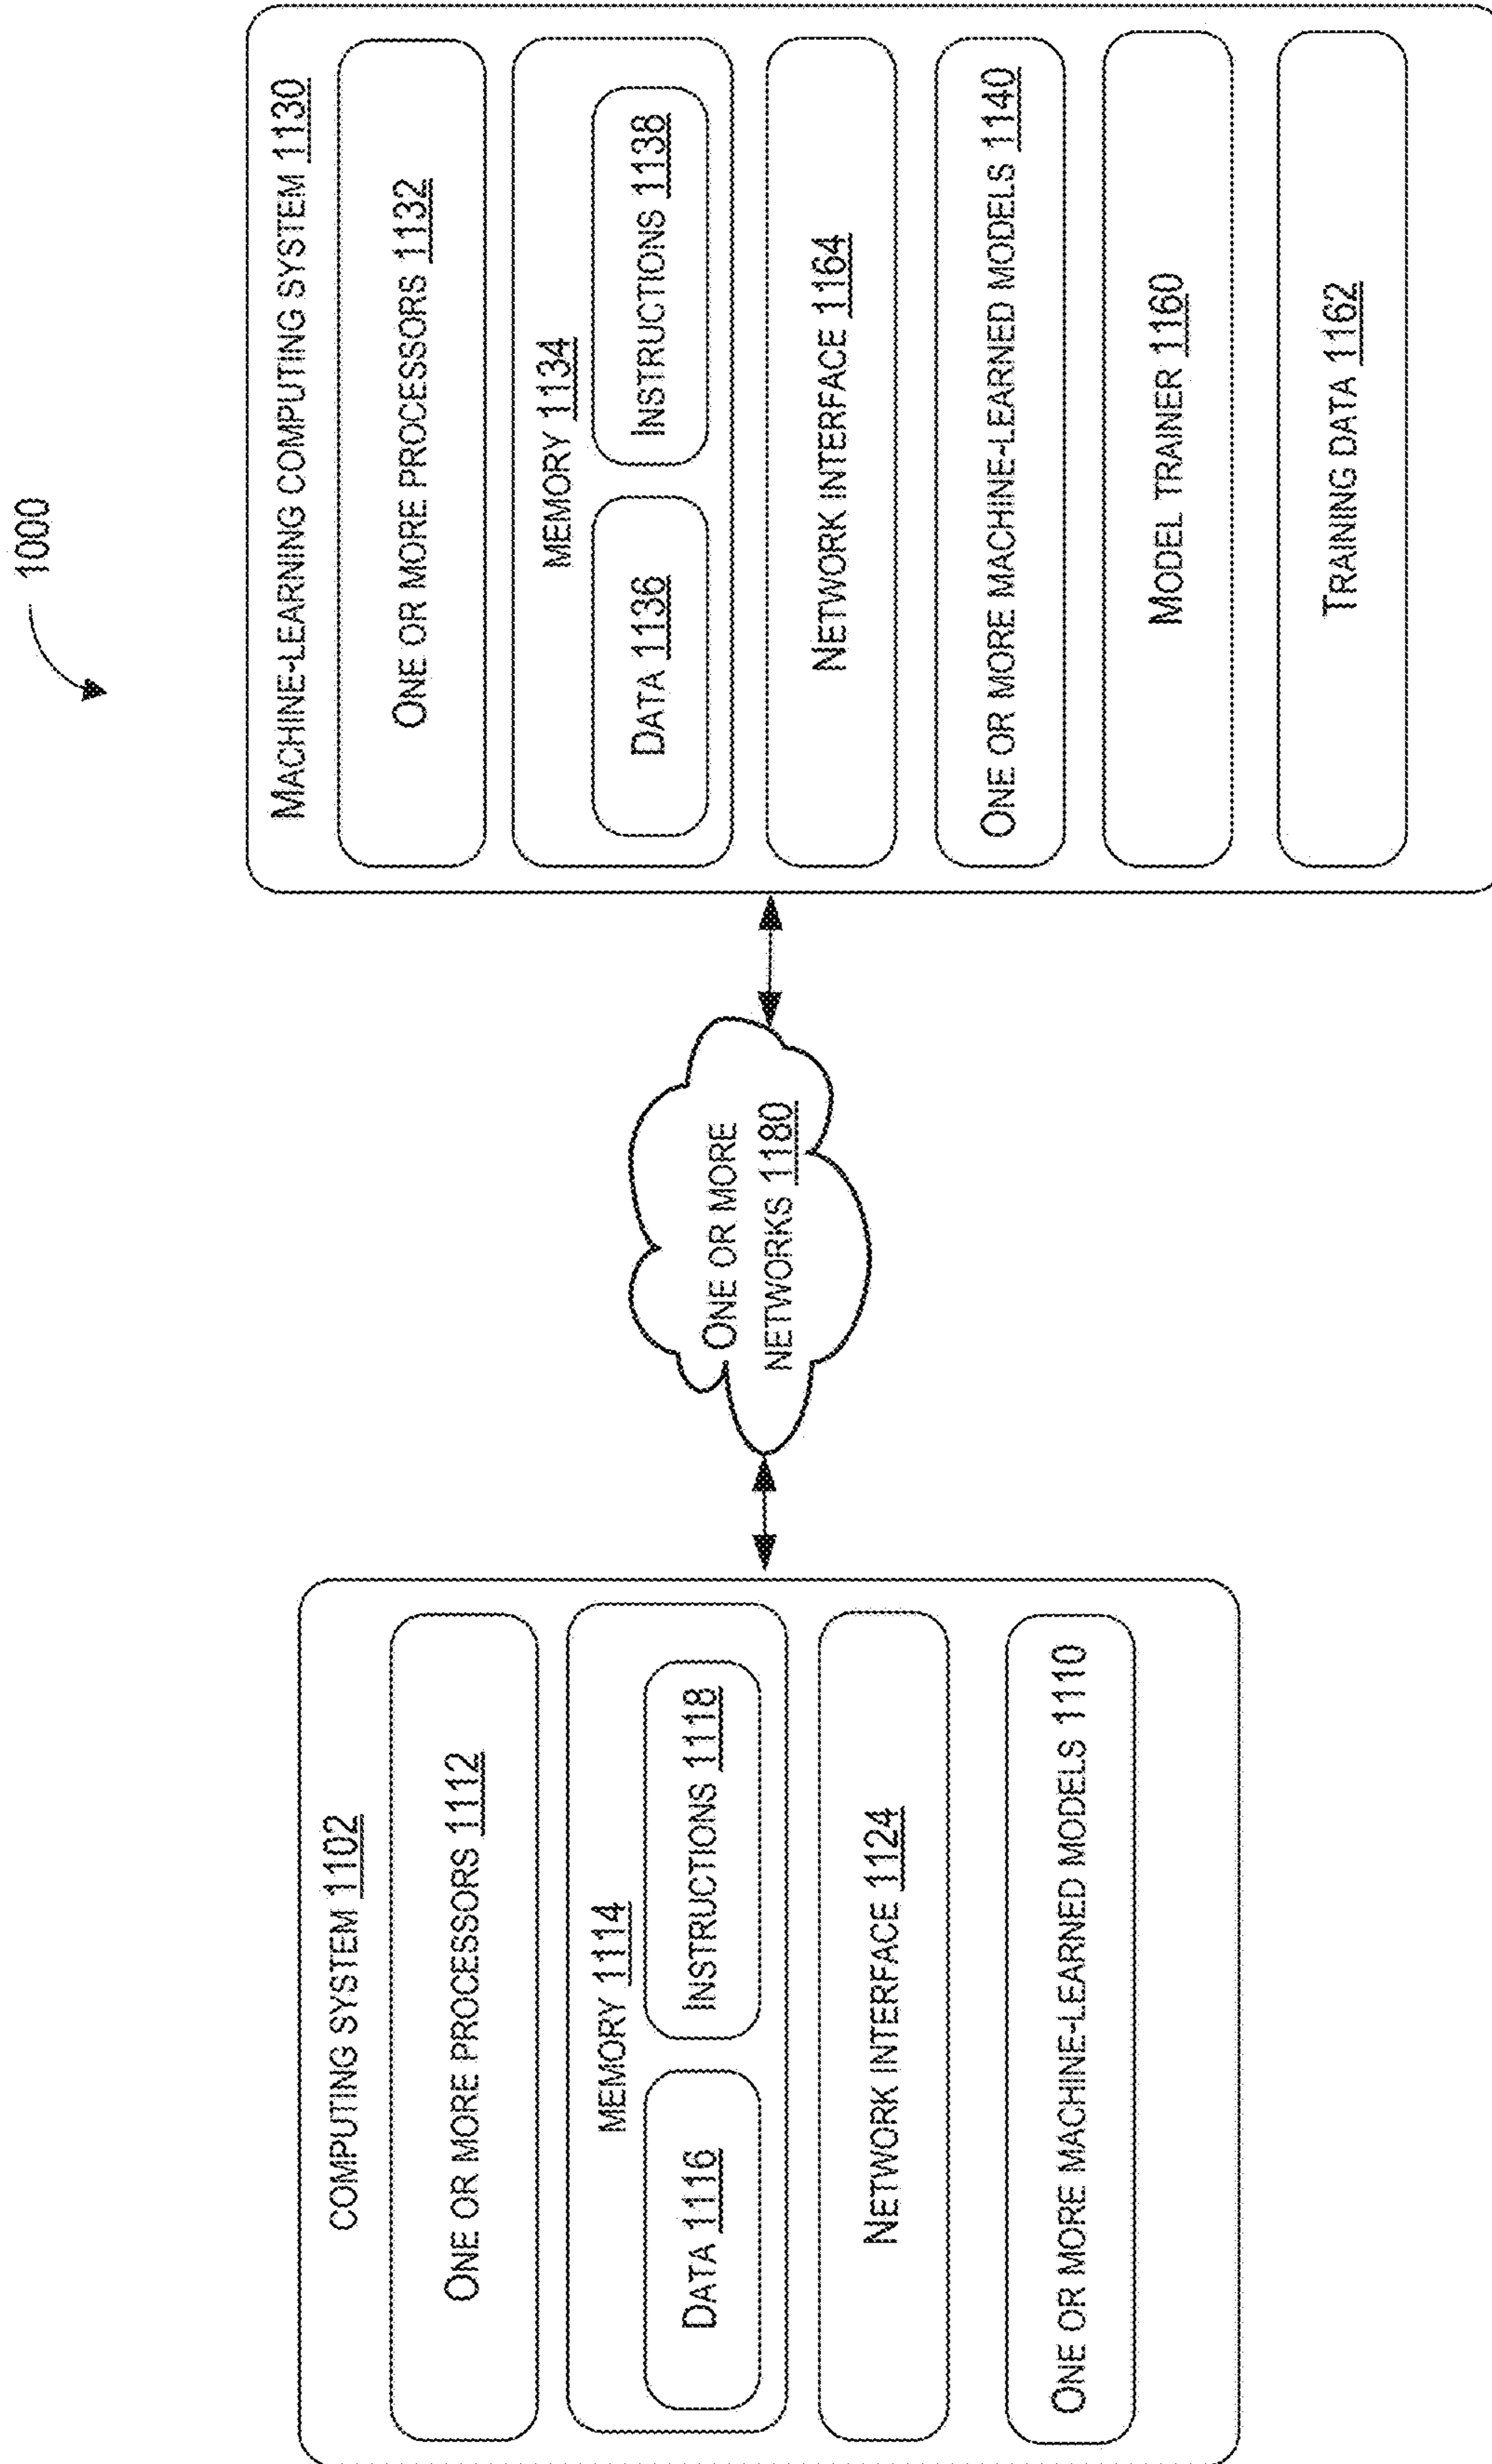 1000
COMPUTING SYSTEM 1102
ONE OR MORE PROCESSORS 1112
MEMORY 1114
DATA 1116
INSTRUCTIONS 1118
NETWORK INTERFACE 1124
ONE OR MORE MACHINE-LEARNED MODELS 1110
ONE OR MORE
NETWORKS 1180
MACHINE-LEARNING COMPUTING SYSTEM 1130
ONE OR MORE PROCESSORS 1132
MEMORY 1134
DATA 1136
INSTRUCTIONS 1138
NETWORK INTERFACE 1164
ONE OR MORE MACHINE-LEARNED MODELS 1140
MODEL TRAINER 1160
TRAINING DATA 1162